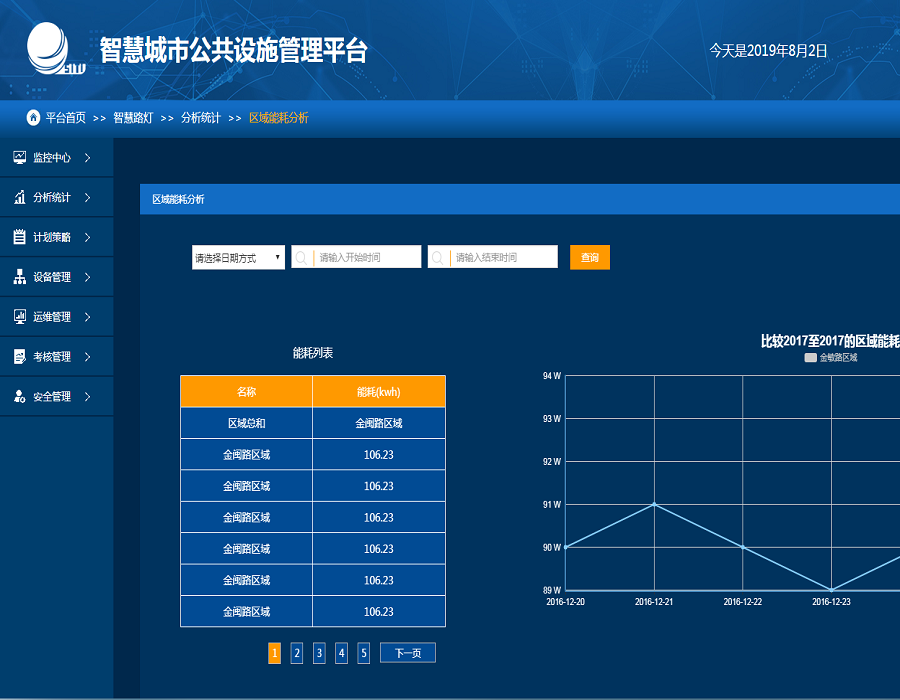 智慧城市公共设施管理平台
今天是2019年8月2日
平台首页 >> 智慧路灯 >> 分析统计 >> 区域能耗分析
监控中心
分析统计
计划策略
设备管理
运维管理
考核管理
安全管理
区域能耗分析
请选择日期方式 请输入开始时间 请输入结束时间 查询
能耗列表
名称 能耗(kwh)
区域总和 金闽路区域
金闽路区域 106.23
金闽路区域 106.23
金闽路区域 106.23
金闽路区域 106.23
金闽路区域 106.23
金闽路区域 106.23
1 2 3 4 5 下一页
比较2017至2017的区域能耗
金敏路区域
94 W
93 W
92 W
91 W
90 W
89 W
2016-12-20 2016-12-21 2016-12-22 2016-12-23